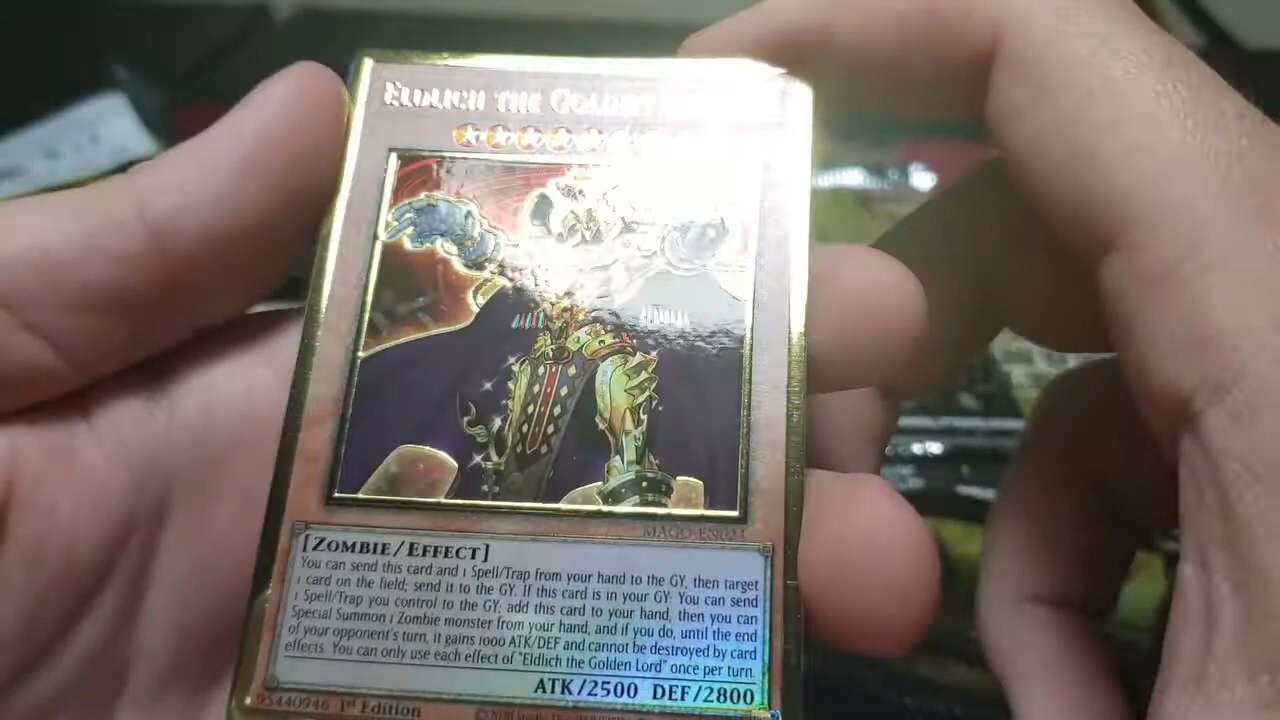 ELDLICH THE GOLDEN
MAGO-EN024
[ZOMBIE/EFFECT]
You can send this card and 1 Spell/Trap from your hand to the GY, then target
1 card on the field; send it to the GY. If this card is in your GY: You can send
1 Spell/Trap you control to the GY; add this card to your hand, then you can
Special Summon 1 Zombie monster from your hand, and if you do, until the end
of your opponent's turn, it gains 1000 ATK/DEF and cannot be destroyed by card
effects. You can only use each effect of "Eldlich the Golden Lord" once per turn.
ATK/2500 DEF/2800
95440946 1st Edition